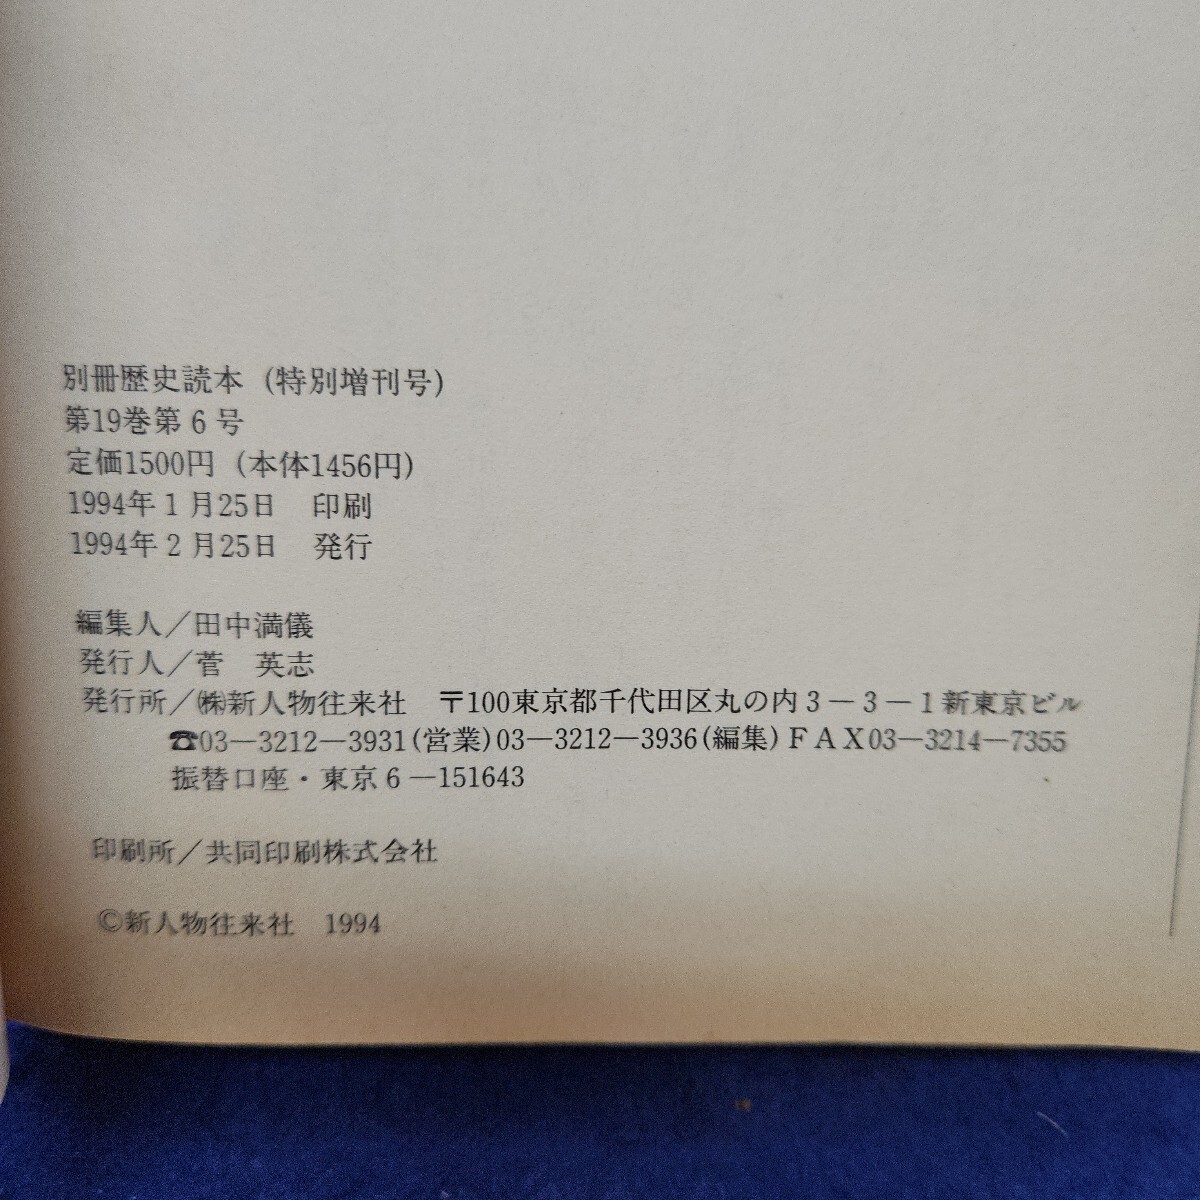 別冊歴史読本（特別増刊号）
第19巻第6号
定価1500円（本体1456円）
1994年1月25日　印刷
1994年2月25日　発行
編集人／田中満儀
発行人／菅　英志
発行所／㈱新人物往来社　〒100東京都千代田区丸の内3－3－1新東京ビル
☎03―3212―3931(営業)03―3212―3936(編集)ＦＡＸ03―3214―7355
振替口座・東京6―151643
印刷所／共同印刷株式会社
©新人物往来社　1994